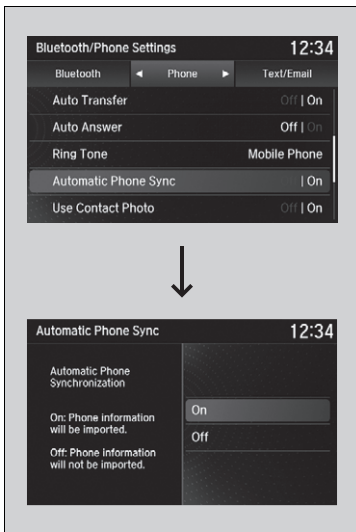 Bluetooth/Phone Settings 12:34
Bluetooth ◄ Phone ► Text/Email
Auto Transfer Off | On
Auto Answer Off | On
Ring Tone Mobile Phone
Automatic Phone Sync | On
Use Contact Photo Off | On
Automatic Phone Sync 12:34
Automatic Phone
Synchronization
On: Phone information
will be imported.
Off: Phone information
will not be imported.
On
Off